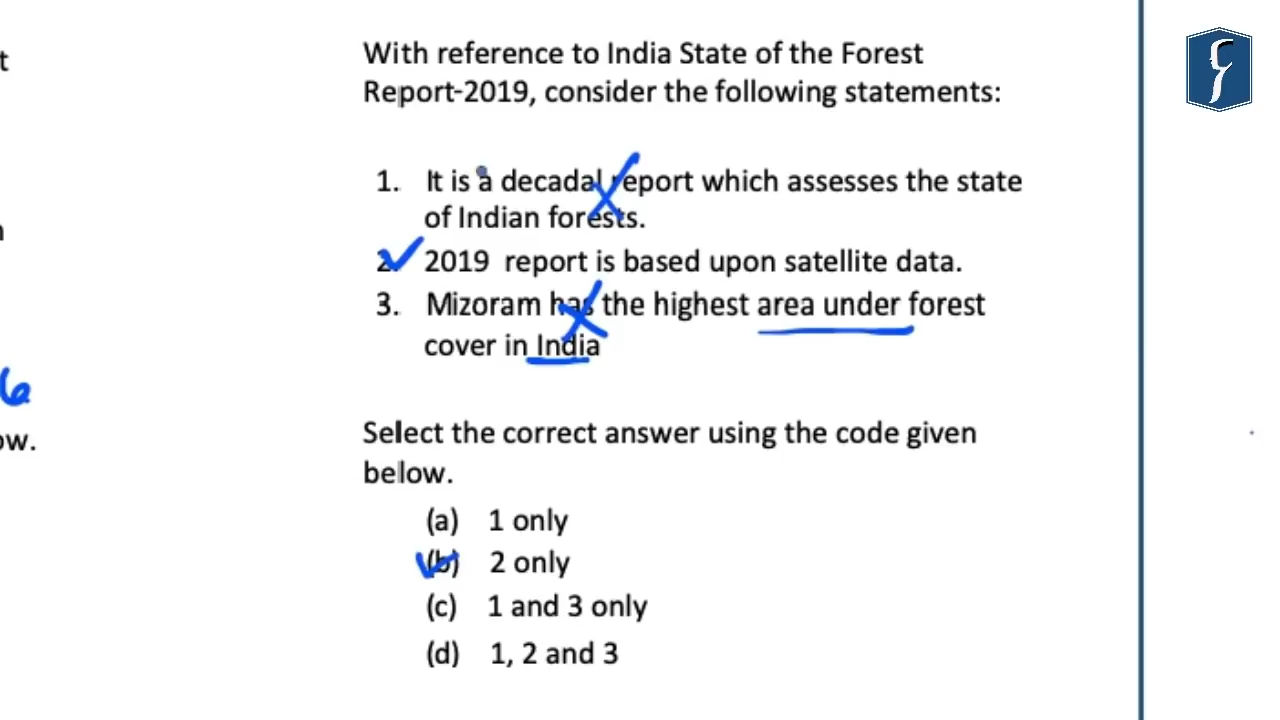 t
With reference to India State of the Forest
Report-2019, consider the following statements:
1. It is a decadal report which assesses the state
of Indian forests.
n
2. 2019 report is based upon satellite data.
3. Mizoram has the highest area under forest
cover in India
6
ow.
Select the correct answer using the code given
below.
(a) 1 only
(b) 2 only
(c) 1 and 3 only
(d) 1, 2 and 3